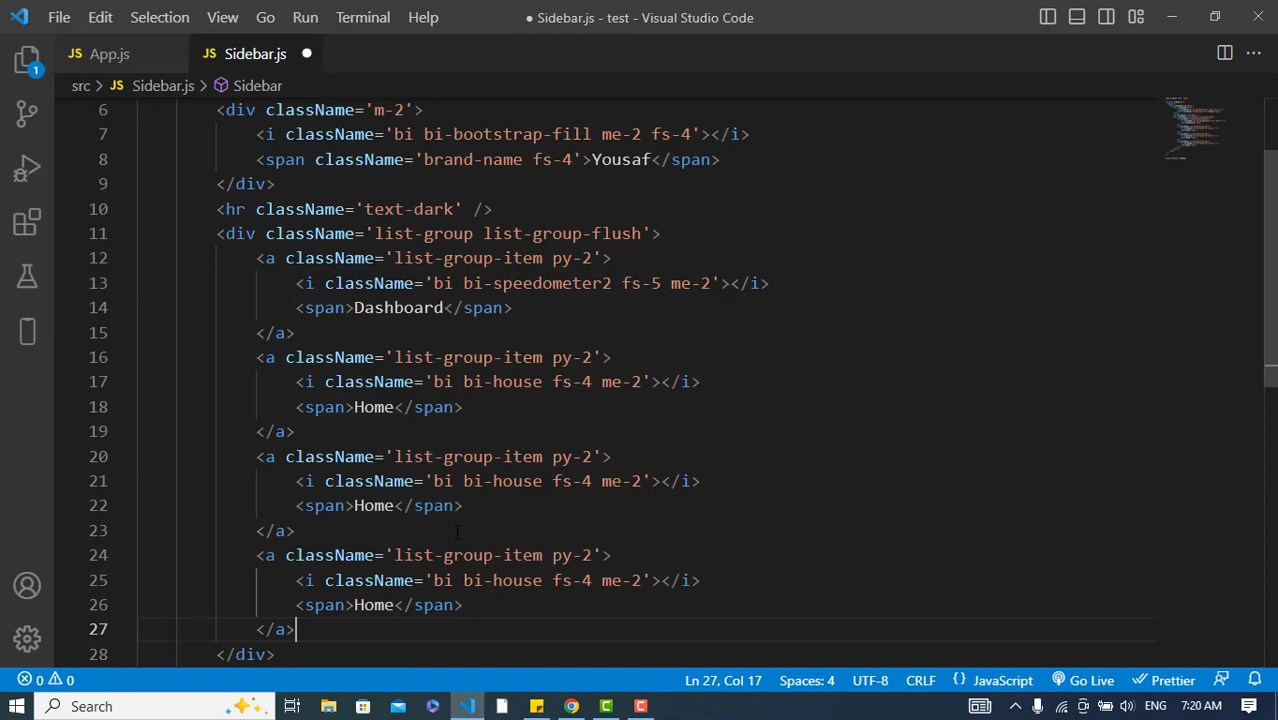 File Edit Selection View Go Run Terminal Help ● Sidebar.js - test - Visual Studio Code
JS App.js JS Sidebar.js ●
src > JS Sidebar.js > Sidebar
1
6 <div className='m-2'>
7 <i className='bi bi-bootstrap-fill me-2 fs-4'></i>
8 <span className='brand-name fs-4'>Yousaf</span>
9 </div>
10 <hr className='text-dark' />
11 <div className='list-group list-group-flush'>
12 <a className='list-group-item py-2'>
13 <i className='bi bi-speedometer2 fs-5 me-2'></i>
14 <span>Dashboard</span>
15 </a>
16 <a className='list-group-item py-2'>
17 <i className='bi bi-house fs-4 me-2'></i>
18 <span>Home</span>
19 </a>
20 <a className='list-group-item py-2'>
21 <i className='bi bi-house fs-4 me-2'></i>
22 <span>Home</span>
23 </a>
24 <a className='list-group-item py-2'>
25 <i className='bi bi-house fs-4 me-2'></i>
26 <span>Home</span>
27 </a>
28 </div>
0 0 Ln 27, Col 17 Spaces: 4 UTF-8 CRLF {} JavaScript Go Live Prettier
Search ENG 7:20 AM